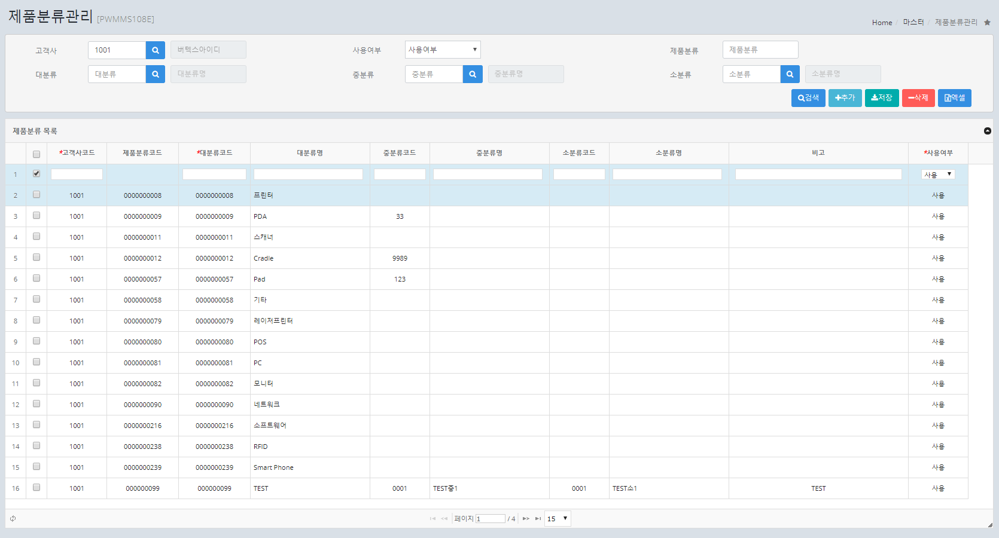 제품분류관리 [PWMMS108E]
Home / 마스터 / 제품분류관리
고객사 1001 버텍스아이디 사용여부 사용여부 제품분류 제품분류
대분류 대분류 대분류명 중분류 중분류 중분류명 소분류 소분류 소분류명
검색 추가 저장 삭제 엑셀
제품분류 목록
*고객사코드 제품분류코드 *대분류코드 대분류명 중분류코드 중분류명 소분류코드 소분류명 비고 *사용여부
1 사용
2 1001 0000000008 0000000008 프린터 사용
3 1001 0000000009 0000000009 PDA 33 사용
4 1001 0000000011 0000000011 스캐너 사용
5 1001 0000000012 0000000012 Cradle 9989 사용
6 1001 0000000057 0000000057 Pad 123 사용
7 1001 0000000058 0000000058 기타 사용
8 1001 0000000079 0000000079 레이저프린터 사용
9 1001 0000000080 0000000080 POS 사용
10 1001 0000000081 0000000081 PC 사용
11 1001 0000000082 0000000082 모니터 사용
12 1001 0000000090 0000000090 네트워크 사용
13 1001 0000000216 0000000216 소프트웨어 사용
14 1001 0000000238 0000000238 RFID 사용
15 1001 0000000239 0000000239 Smart Phone 사용
16 1001 000000099 000000099 TEST 0001 TEST중1 0001 TEST소1 TEST 사용
페이지 1 / 4 15